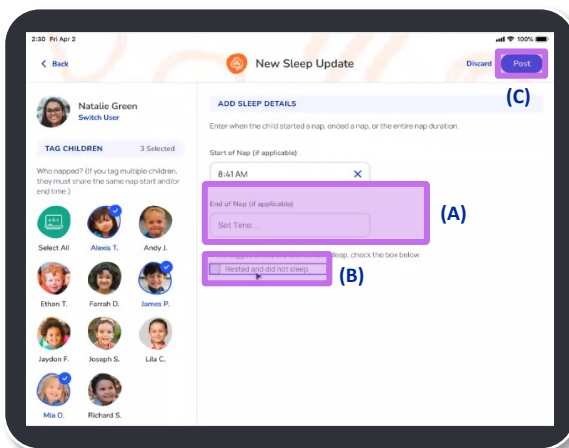 2:30 Fri Apr 2
100%
Back
New Sleep Update
Discard
Post
(C)
Natalie Green
Switch User
TAG CHILDREN
3 Selected
Who napped? (If you tag multiple children,
they must share the same nap start and/or
end time.)
Select All
Alexis T.
Andy J.
Ethan T.
Farrah D.
James P.
Jaydon F.
Joseph S.
Lila C.
Mia O.
Richard S.
ADD SLEEP DETAILS
Enter when the child started a nap, ended a nap, or the entire nap duration.
Start of Nap (if applicable)
8:41 AM
End of Nap (if applicable)
Set Time...
(A)
sleep, check the box below
Rested and did not sleep
(B)